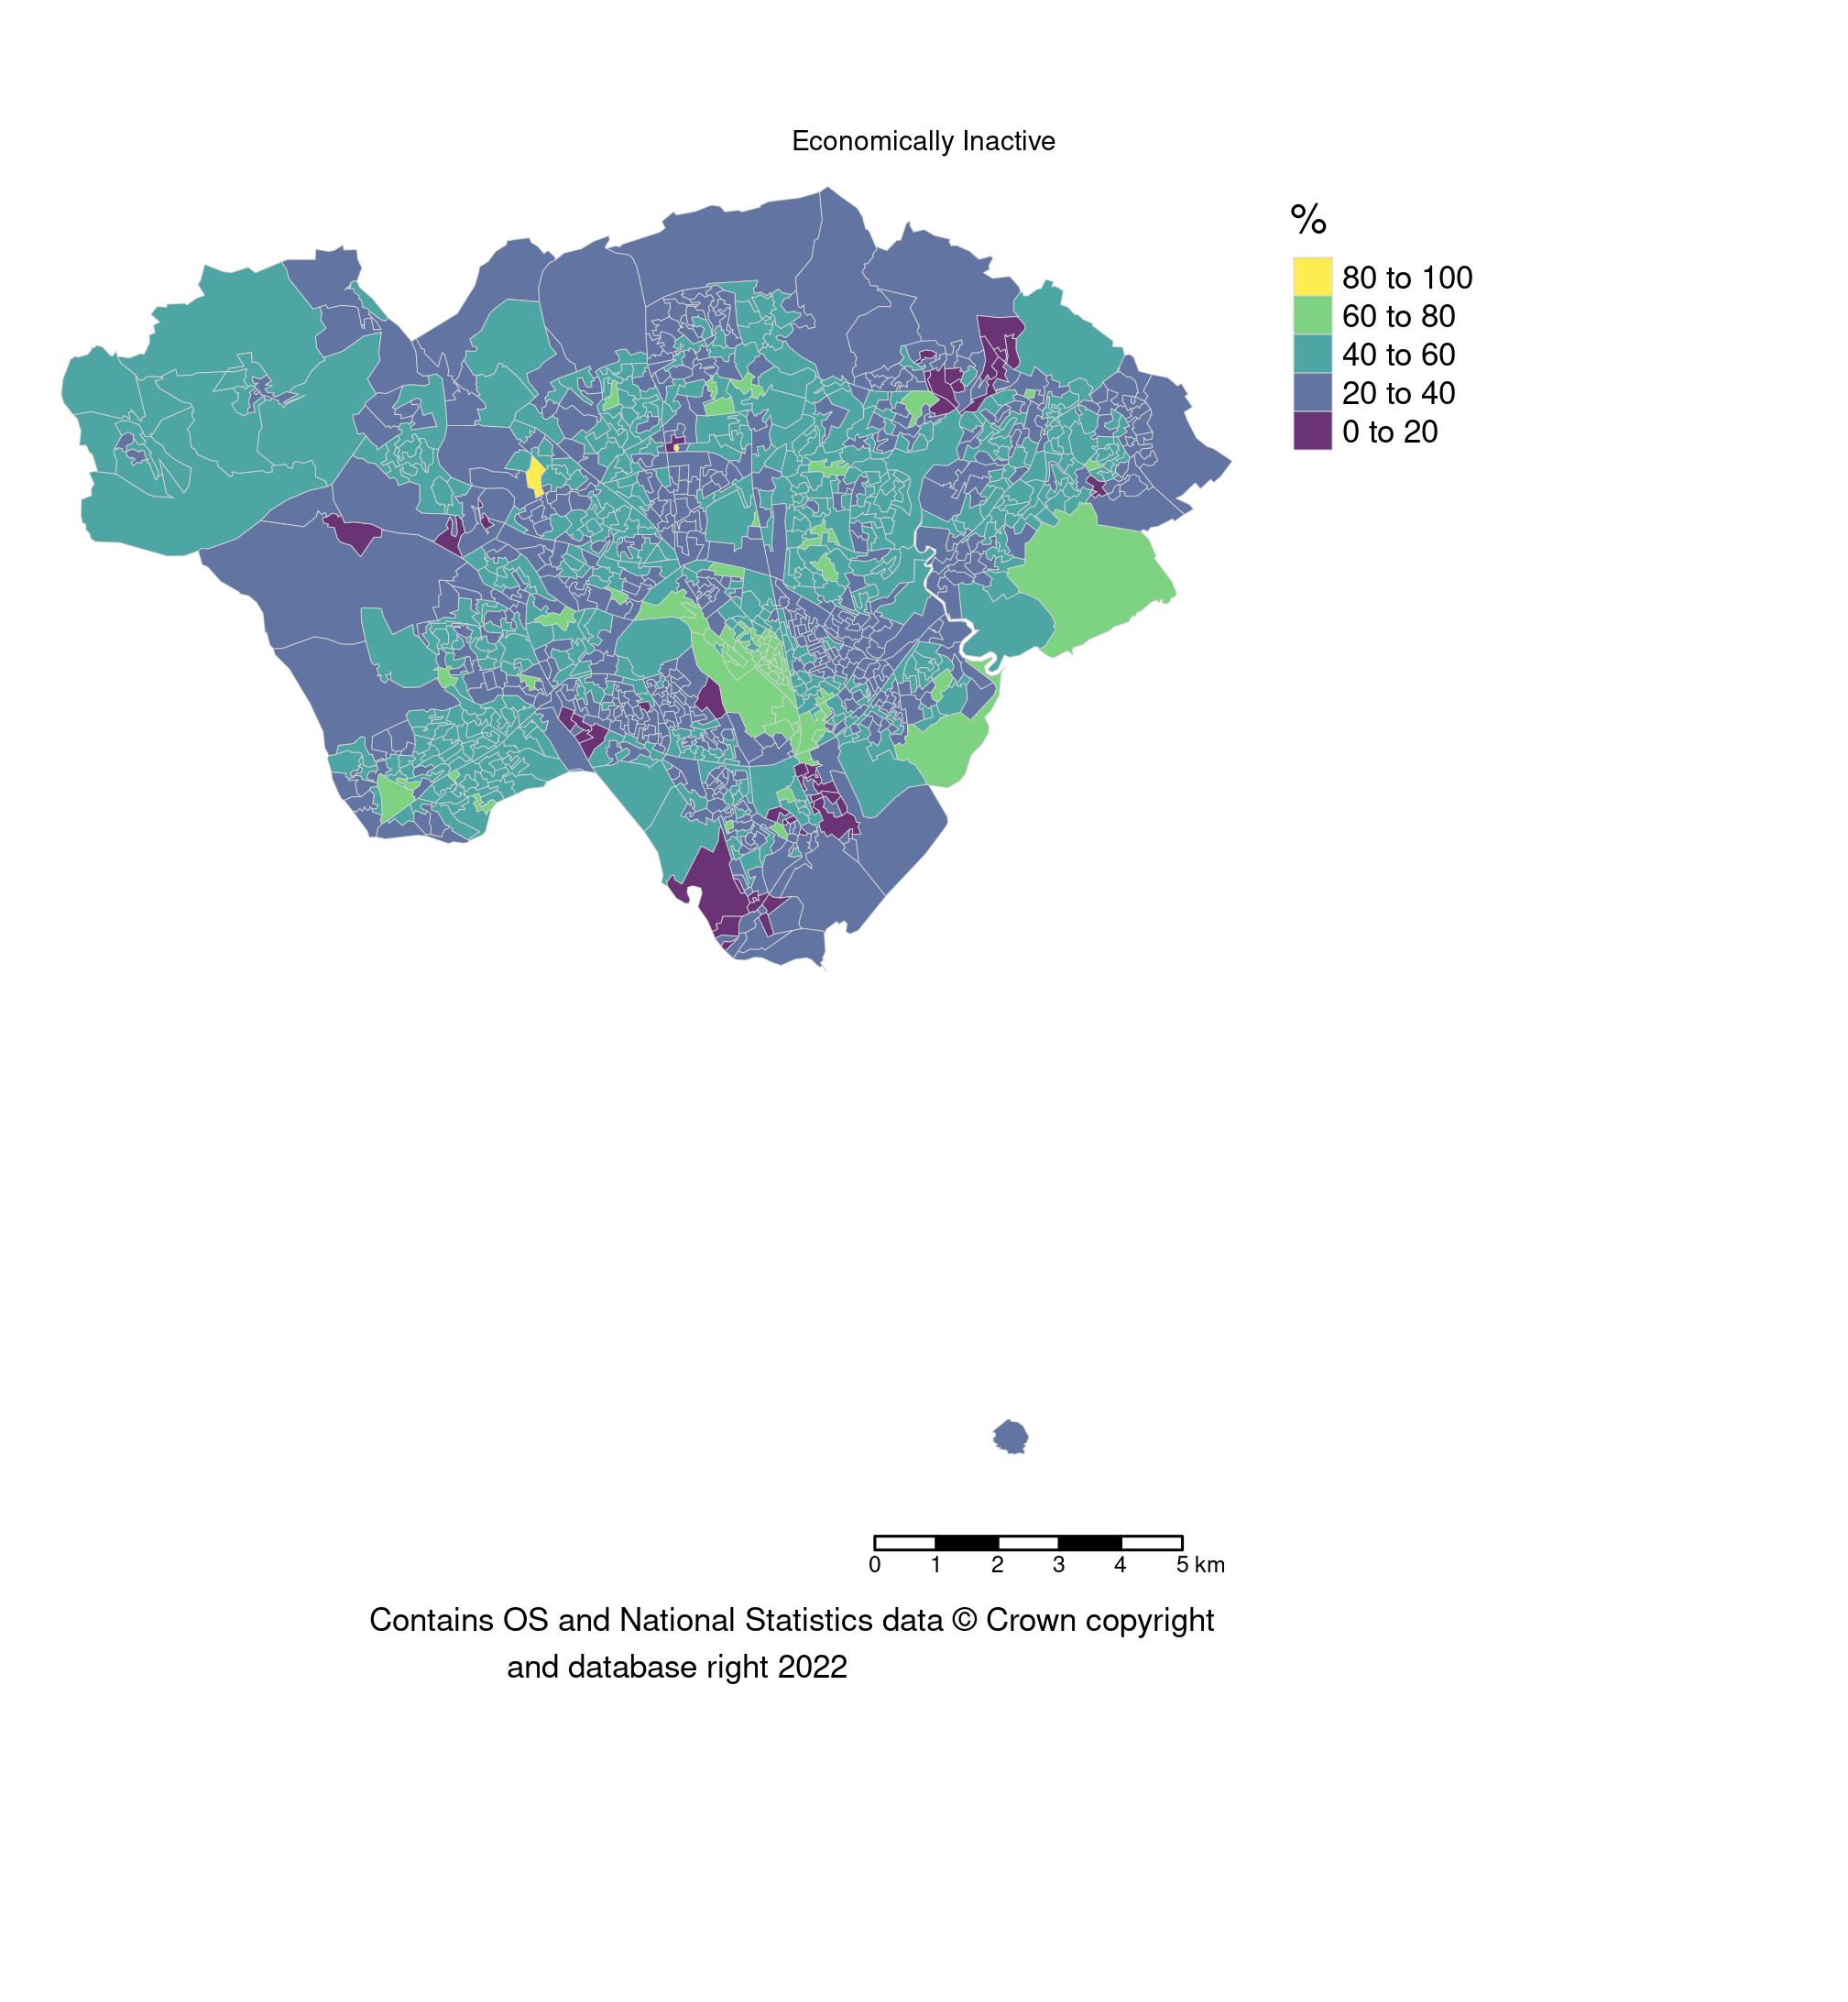 Economically Inactive
%
80 to 100
60 to 80
40 to 60
20 to 40
0 to 20
0 1 2 3 4 5 km
Contains OS and National Statistics data © Crown copyright
and database right 2022